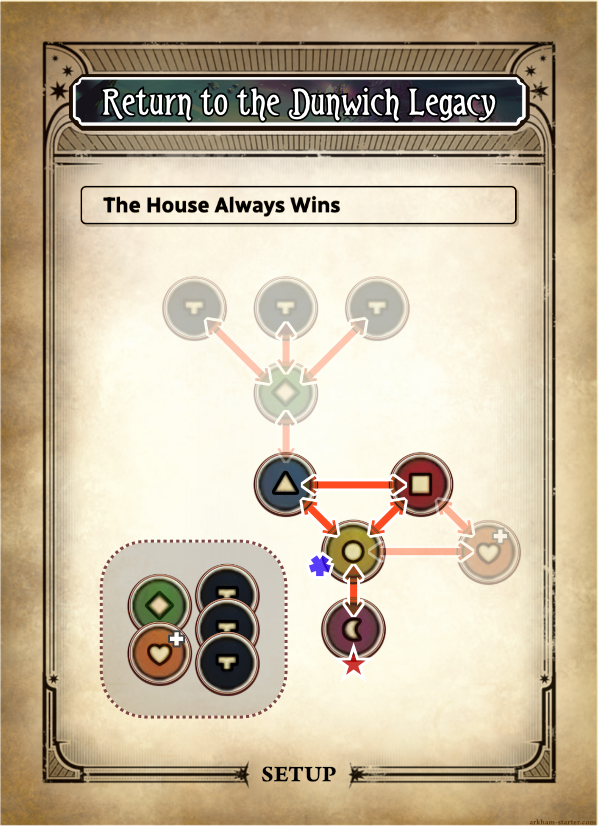 Return to the Dunwich Legacy
The House Always Wins
SETUP
arkham-starter.com